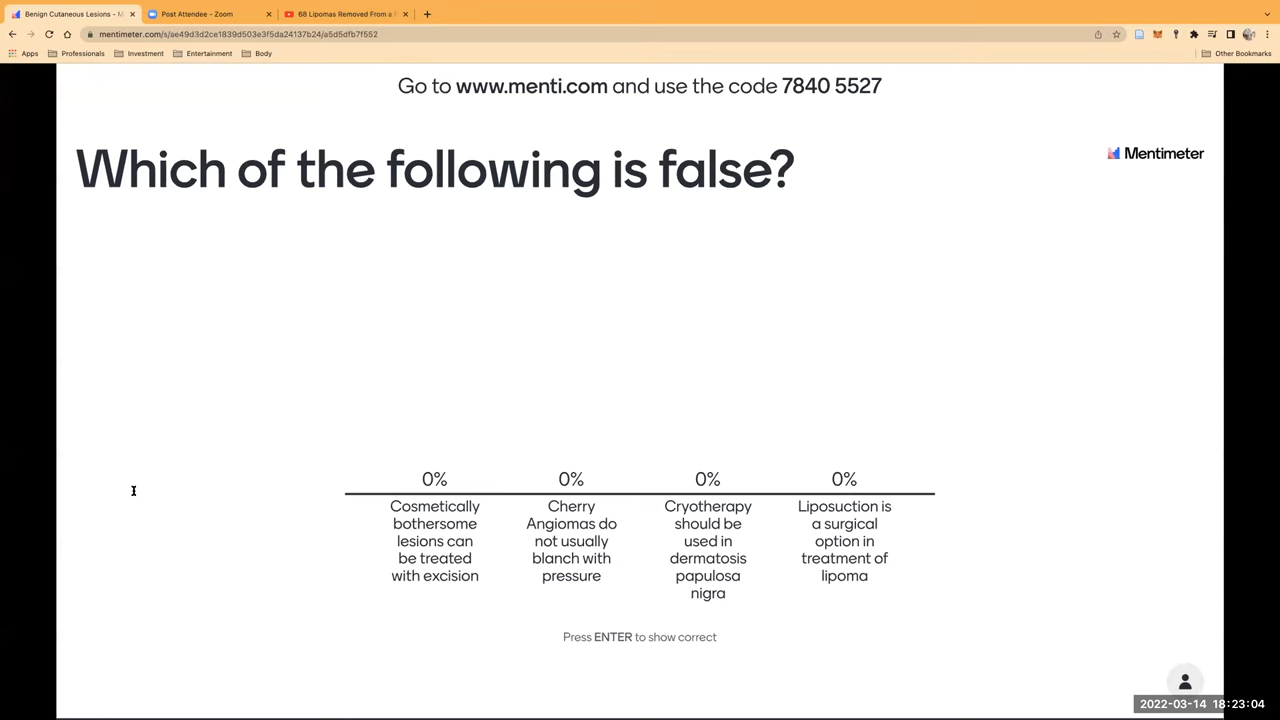 Benign Cutaneous Lesions - M
Post Attendee - Zoom
68 Lipomas Removed From a
mentimeter.com/s/ae49d3d2ce1839d503e3f5da24137b24/a5d5dfb7f552
Apps
Professionals
Investment
Entertainment
Body
Other Bookmarks
Go to www.menti.com and use the code 7840 5527
Mentimeter
Which of the following is false?
0%
Cosmetically
bothersome
lesions can
be treated
with excision
0%
Cherry
Angiomas do
not usually
blanch with
pressure
0%
Cryotherapy
should be
used in
dermatosis
papulosa
nigra
0%
Liposuction is
a surgical
option in
treatment of
lipoma
Press ENTER to show correct
2022-03-14 18:23:04